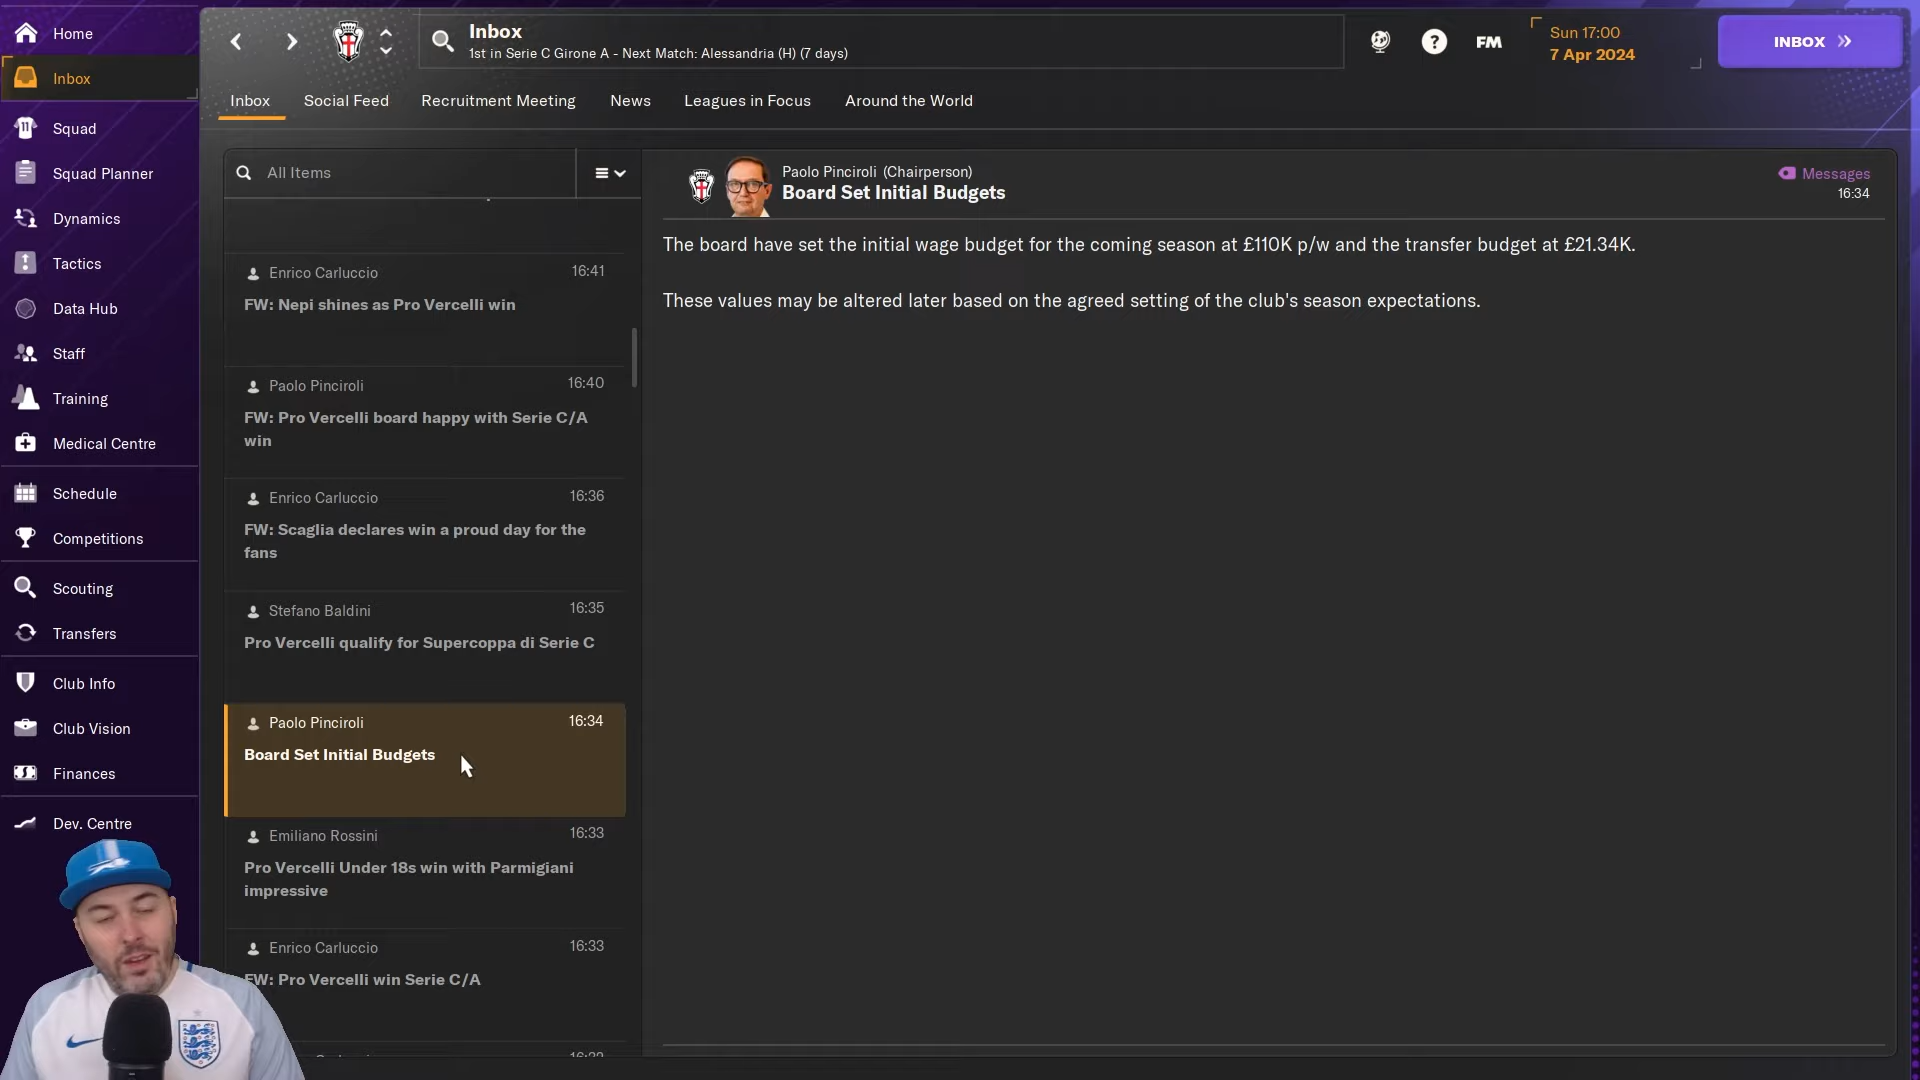 Home
Inbox
Squad
Squad Planner
Dynamics
Tactics
Data Hub
Staff
Training
Medical Centre
Schedule
Competitions
Scouting
Transfers
Club Info
Club Vision
Finances
Dev. Centre
Inbox
1st in Serie C Girone A - Next Match: Alessandria (H) (7 days)
?
FM
Sun 17:00
7 Apr 2024
INBOX
Inbox
Social Feed
Recruitment Meeting
News
Leagues in Focus
Around the World
All Items
Enrico Carluccio
16:41
FW: Nepi shines as Pro Vercelli win
Paolo Pinciroli
16:40
FW: Pro Vercelli board happy with Serie C/A
win
Enrico Carluccio
16:36
FW: Scaglia declares win a proud day for the
fans
Stefano Baldini
16:35
Pro Vercelli qualify for Supercoppa di Serie C
Paolo Pinciroli
16:34
Board Set Initial Budgets
Emiliano Rossini
16:33
Pro Vercelli Under 18s win with Parmigiani
impressive
Enrico Carluccio
16:33
FW: Pro Vercelli win Serie C/A
Paolo Pinciroli (Chairperson)
Board Set Initial Budgets
Messages
16:34
The board have set the initial wage budget for the coming season at £110K p/w and the transfer budget at £21.34K.
These values may be altered later based on the agreed setting of the club's season expectations.